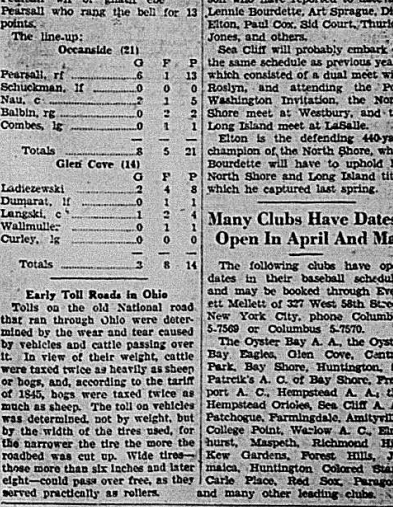 Pearsall who rang the bell for 13
points.
The line-up:
Occanside (21)
G F P
Pearsall, rf 6 1 13
Schuckman, lf 0 0 0
Nau, c 2 1 5
Balbin, rg 0 2 2
Combes, lg 0 1 1
Totals 8 5 21
Glen Cove (14)
G F P
Ladiezewski 2 4 8
Dumarat, lf 0 1 1
Langski, c 1 2 4
Wallmuller 0 1 1
Curley, lg 0 0 0
Totals 3 8 14
Early Toll Roads in Ohio
Tolls on the old National road
that ran through Ohio were deter-
mined by the wear and tear caused
by vehicles and cattle passing over
it. In view of their weight, cattle
were taxed twice as heavily as sheep
or hogs, and, according to the tariff
of 1845, hogs were taxed twice as
much as sheep. The toll on vehicles
was determined, not by weight, but
by the width of the tires used, for
the narrower the tire the more the
roadbed was cut up. Wide tires—
those more than six inches and later
eight—could pass over free, as they
served practically as rollers.
Lennie Bourdette, Art Sprague,
Elton, Paul Cox, Sid Court,
Jones, and others.
Sea Cliff will probably embark
the same schedule as previous
which consisted of a dual meet
Roslyn, and attending the
Washington Invitation, the
Shore meet at Westbury, and
Long Island meet at LaSalle.
Elton is the defending 440-
champion of the North Shore,
Bourdette will have to uphold
North Shore and Long Island
which he captured last spring.
Many Clubs Have Dates
Open In April And
The following clubs have
dates in their baseball
and may be booked through
ett Mellett of 327 West 58th
New York City, phone
5-7569 or Columbus 5-7570.
The Oyster Bay A. A., the
Bay Eagles, Glen Cove,
Park, Bay Shore, Huntington,
Patrcik's A. C. of Bay Shore,
port A. C., Hempstead A. A.,
Hempstead Orioles, Sea Cliff
Patchogue, Farmingdale,
College Point, Warlow A. C.
hurst, Maspeth, Richmond
Kew Gardens, Forest Hills,
maica, Huntington Colored
Carle Place, Red Sox,
and many other leading clubs.